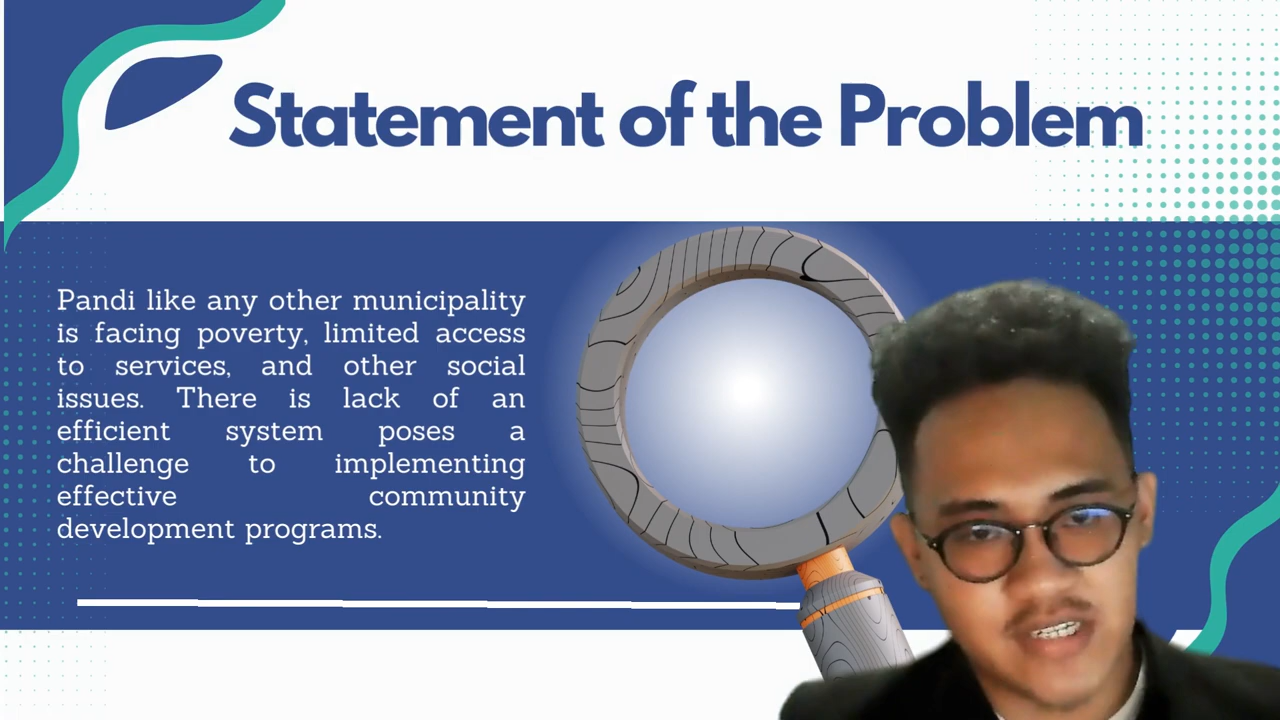 Statement of the Problem
Pandi like any other municipality
is facing poverty, limited access
to services, and other social
issues. There is lack of an
efficient system poses a
challenge to implementing
effective community
development programs.